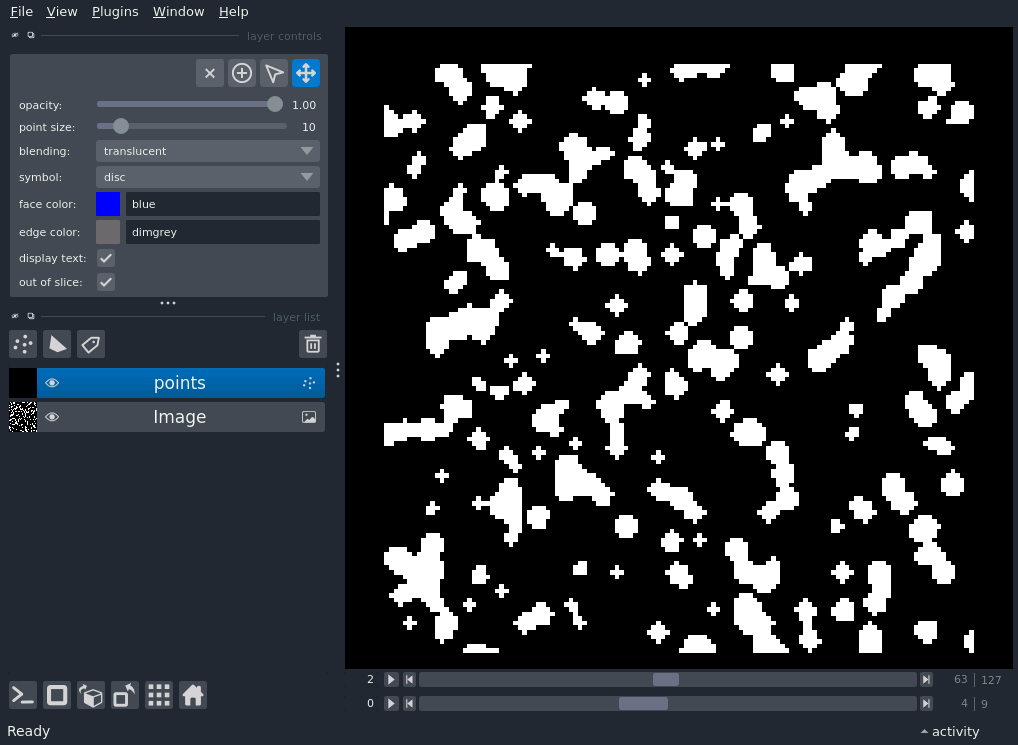 File View Plugins Window Help
layer controls
opacity: 1.00
point size: 10
blending: translucent
symbol: disc
face color: blue
edge color: dimgrey
display text:
out of slice:
layer list
points
Image
2 63 127
0 4 9
Ready activity